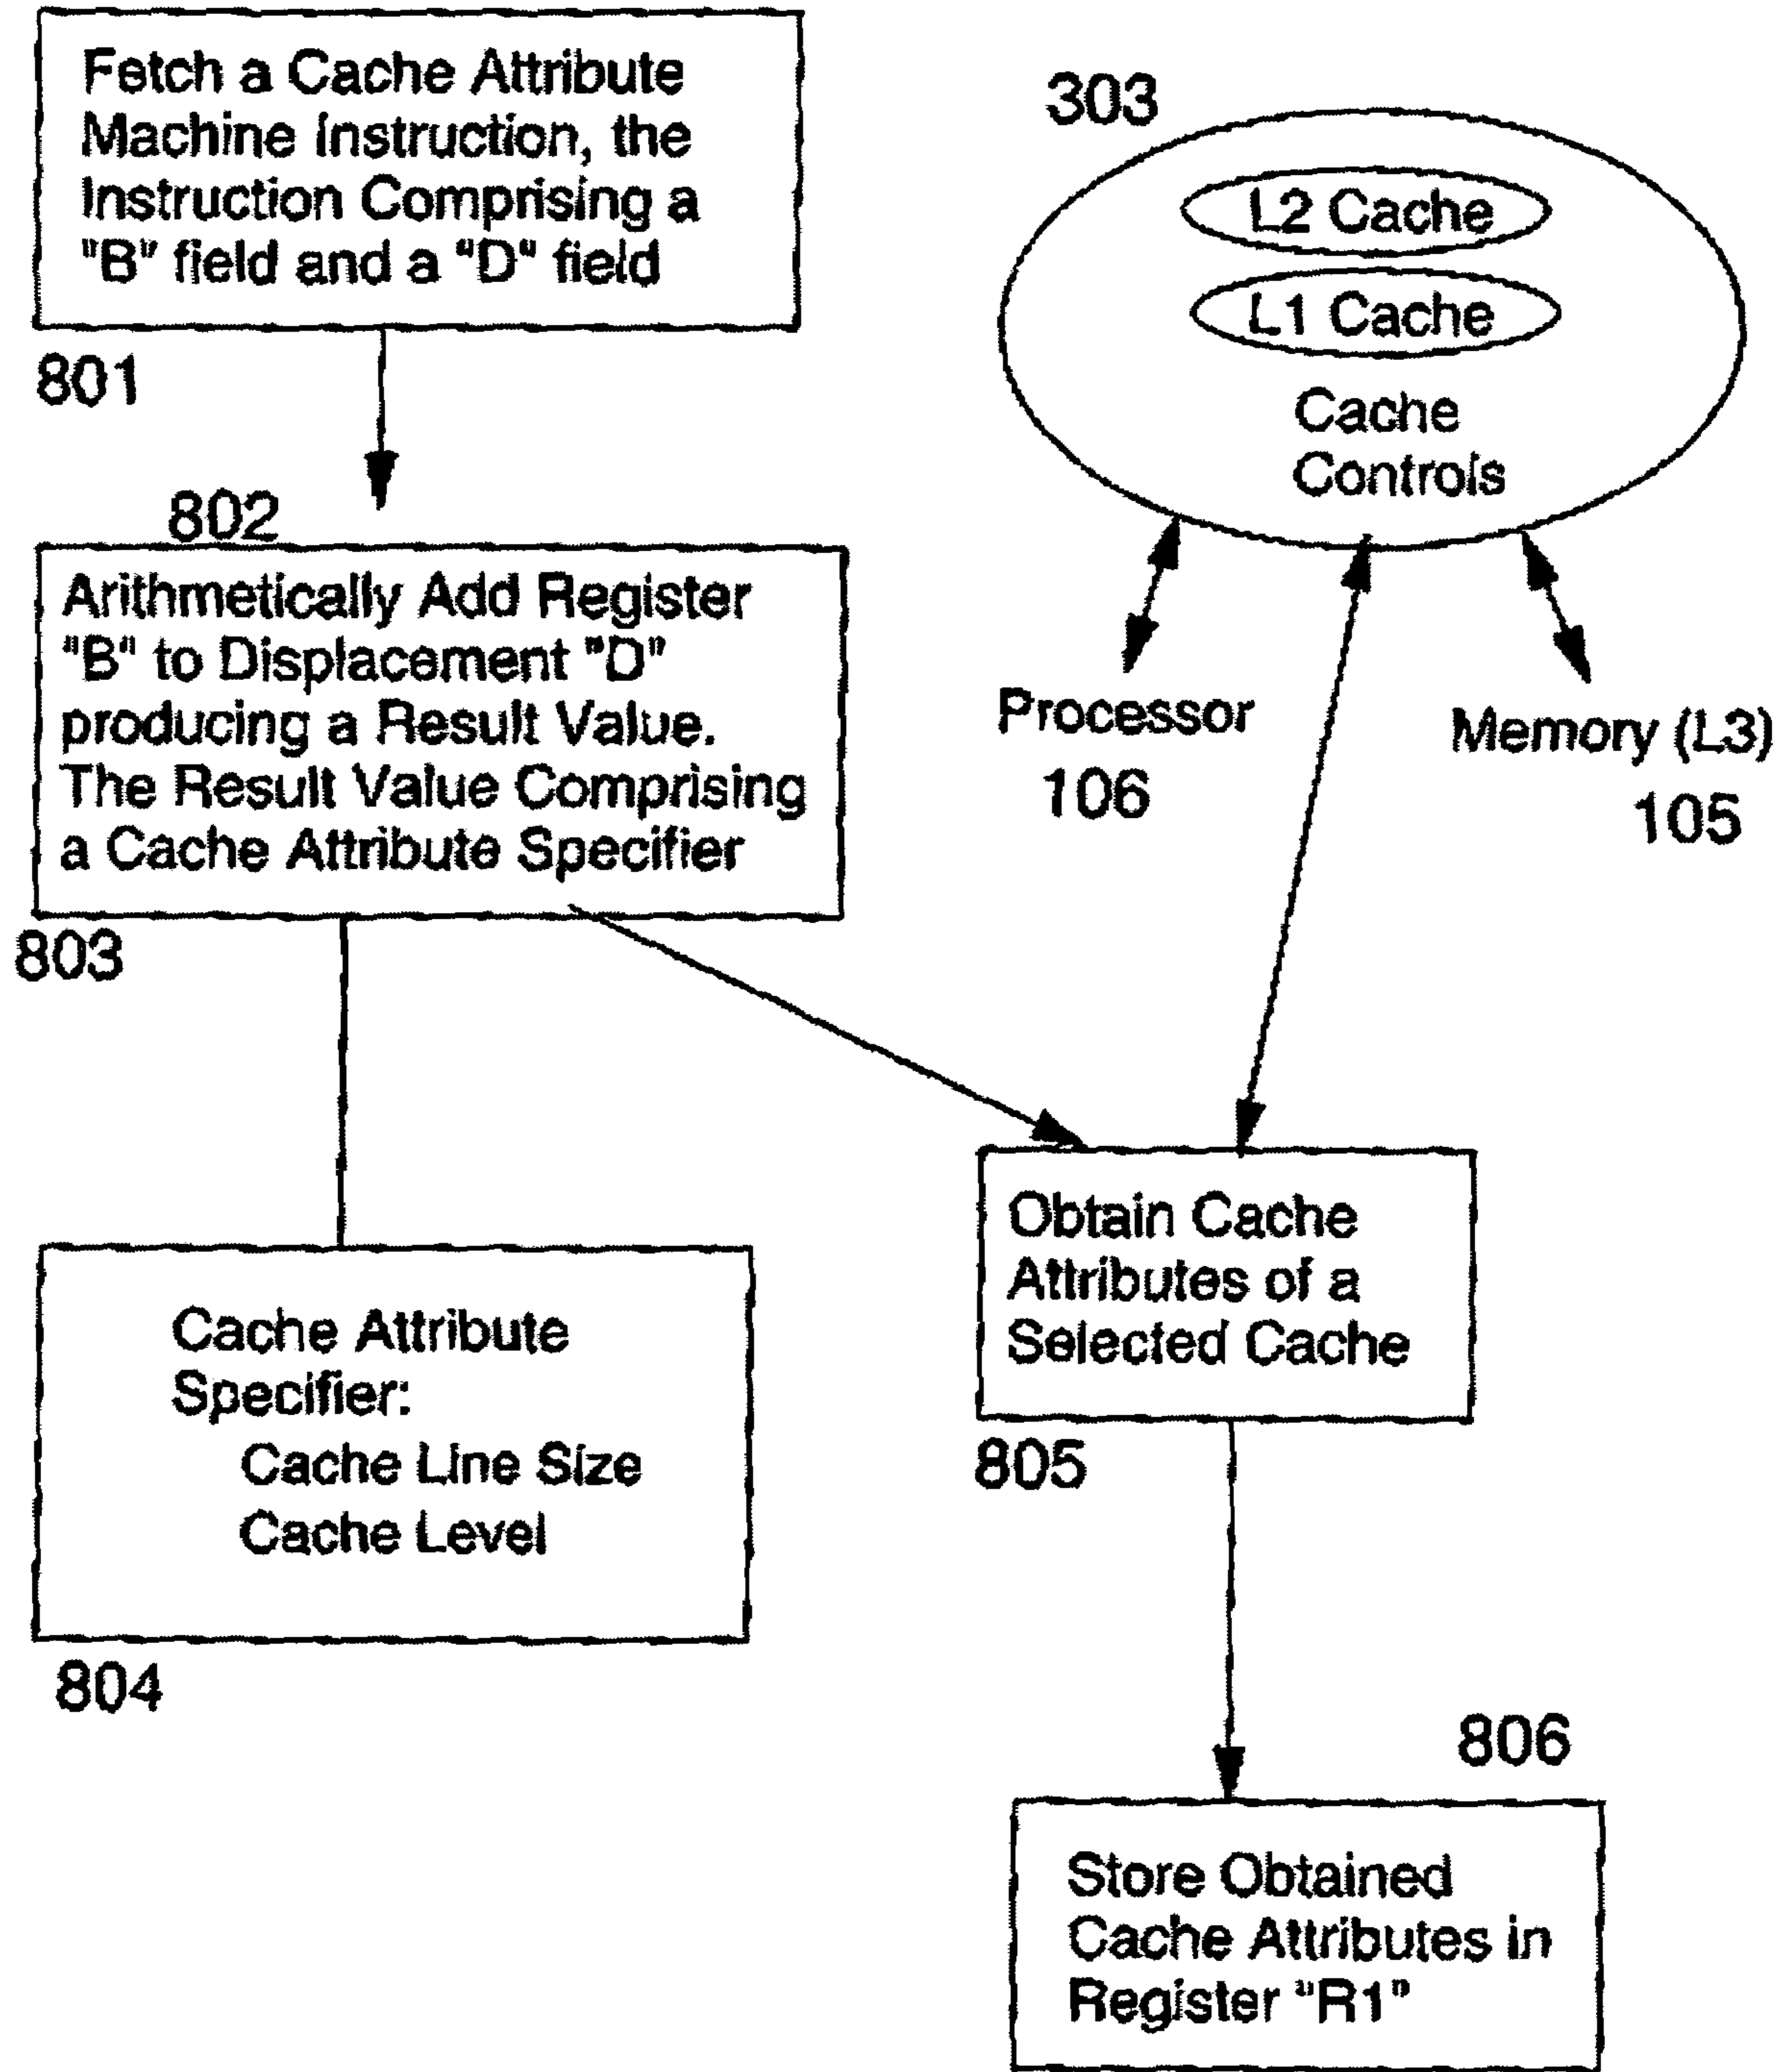 Fetch a Cache Attribute
Machine Instruction, the
Instruction Comprising a
"B" field and a "D" field
801
802
Arithmetically Add Register
"B" to Displacement "D"
producing a Result Value.
The Result Value Comprising
a Cache Attribute Specifier
803
Cache Attribute
Specifier:
Cache Line Size
Cache Level
804
303
L2 Cache
L1 Cache
Cache
Controls
Processor
106
Memory (L3)
105
Obtain Cache
Attributes of a
Selected Cache
805
806
Store Obtained
Cache Attributes in
Register "R1"